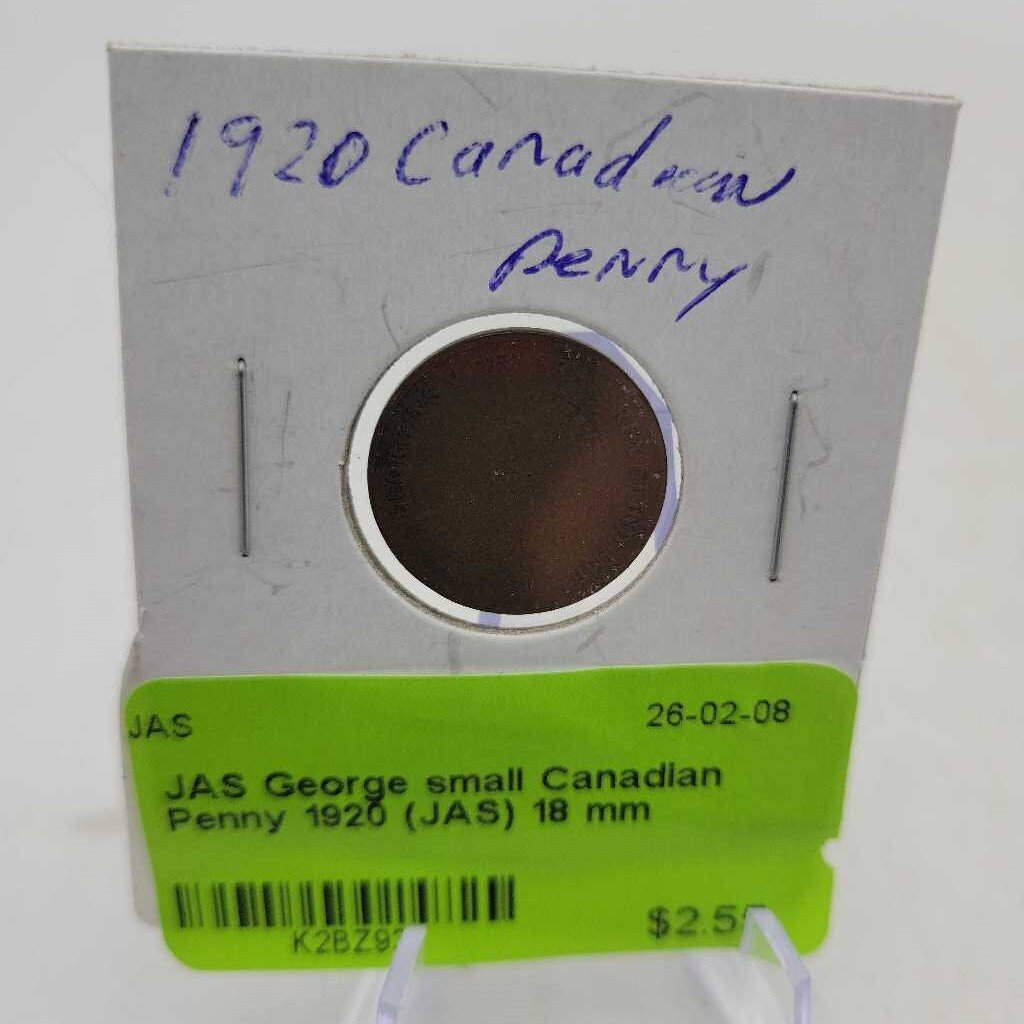 1920 Canadian
Penny
JAS 26-02-08
JAS George small Canadian
Penny 1920 (JAS) 18 mm